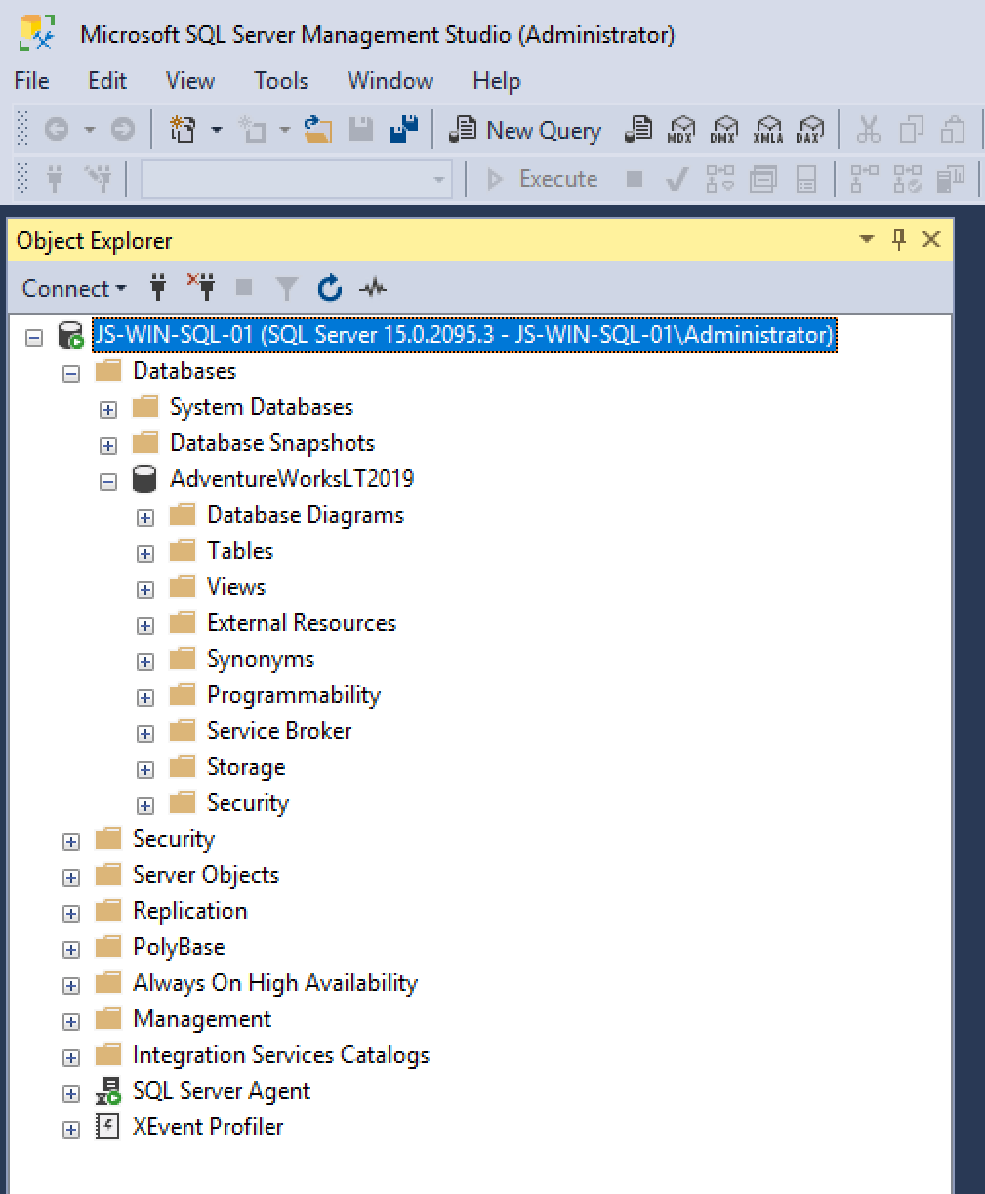 Microsoft SQL Server Management Studio (Administrator)
File Edit View Tools Window Help
New Query MDX DMX XMLA DAX
Execute
Object Explorer
Connect
JS-WIN-SQL-01 (SQL Server 15.0.2095.3 - JS-WIN-SQL-01\Administrator)
Databases
System Databases
Database Snapshots
AdventureWorksLT2019
Database Diagrams
Tables
Views
External Resources
Synonyms
Programmability
Service Broker
Storage
Security
Security
Server Objects
Replication
PolyBase
Always On High Availability
Management
Integration Services Catalogs
SQL Server Agent
XEvent Profiler